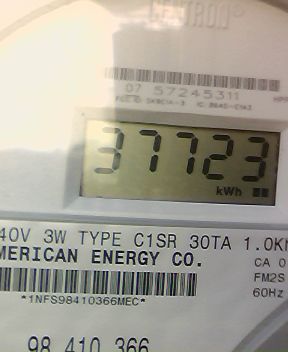 CENTRON®
07 57245311
37723
kWh
40V 3W TYPE C1SR 30TA 1.0K
MERICAN ENERGY CO.
CA 0
FM2S
60Hz
*1NFS98410366MEC*
98 410 366